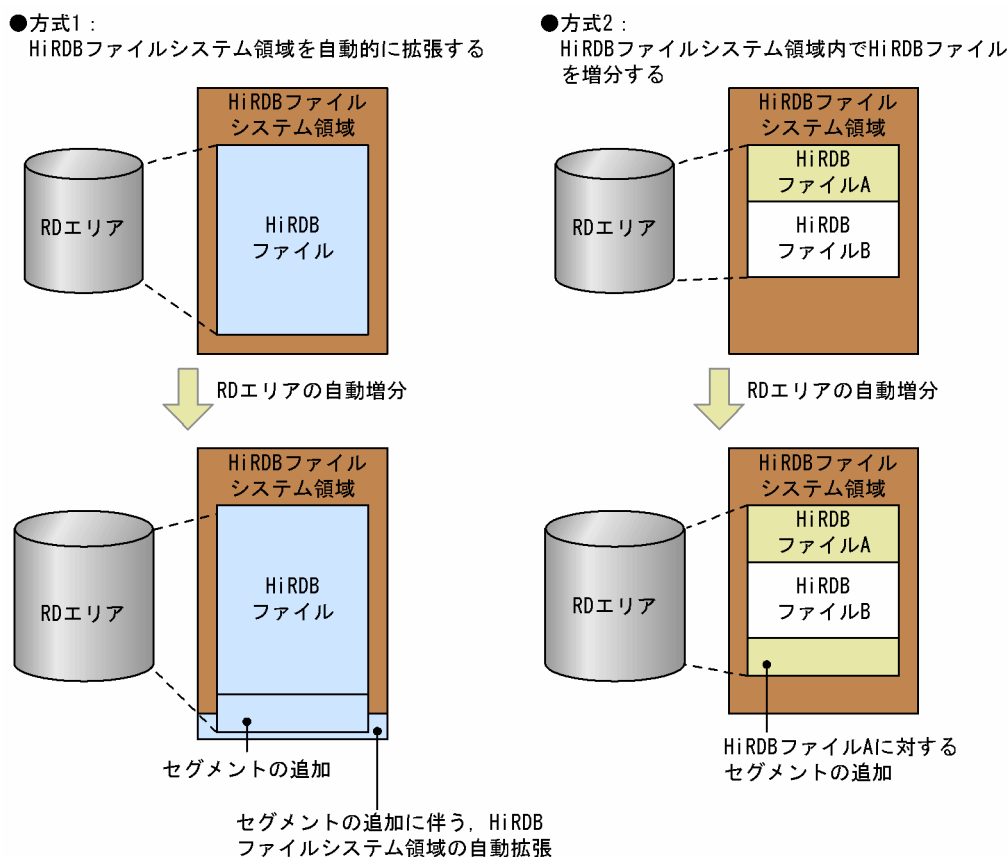 ●方式1：
HiRDBファイルシステム領域を自動的に拡張する
HiRDBファイル
システム領域
RDエリア
HiRDB
ファイル
RDエリアの自動増分
HiRDBファイル
システム領域
RDエリア
HiRDB
ファイル
セグメントの追加
セグメントの追加に伴う，HiRDB
ファイルシステム領域の自動拡張
●方式2：
HiRDBファイルシステム領域内でHiRDBファイル
を増分する
HiRDBファイル
システム領域
RDエリア
HiRDB
ファイルA
HiRDB
ファイルB
RDエリアの自動増分
HiRDBファイル
システム領域
RDエリア
HiRDB
ファイルA
HiRDB
ファイルB
HiRDBファイルAに対する
セグメントの追加